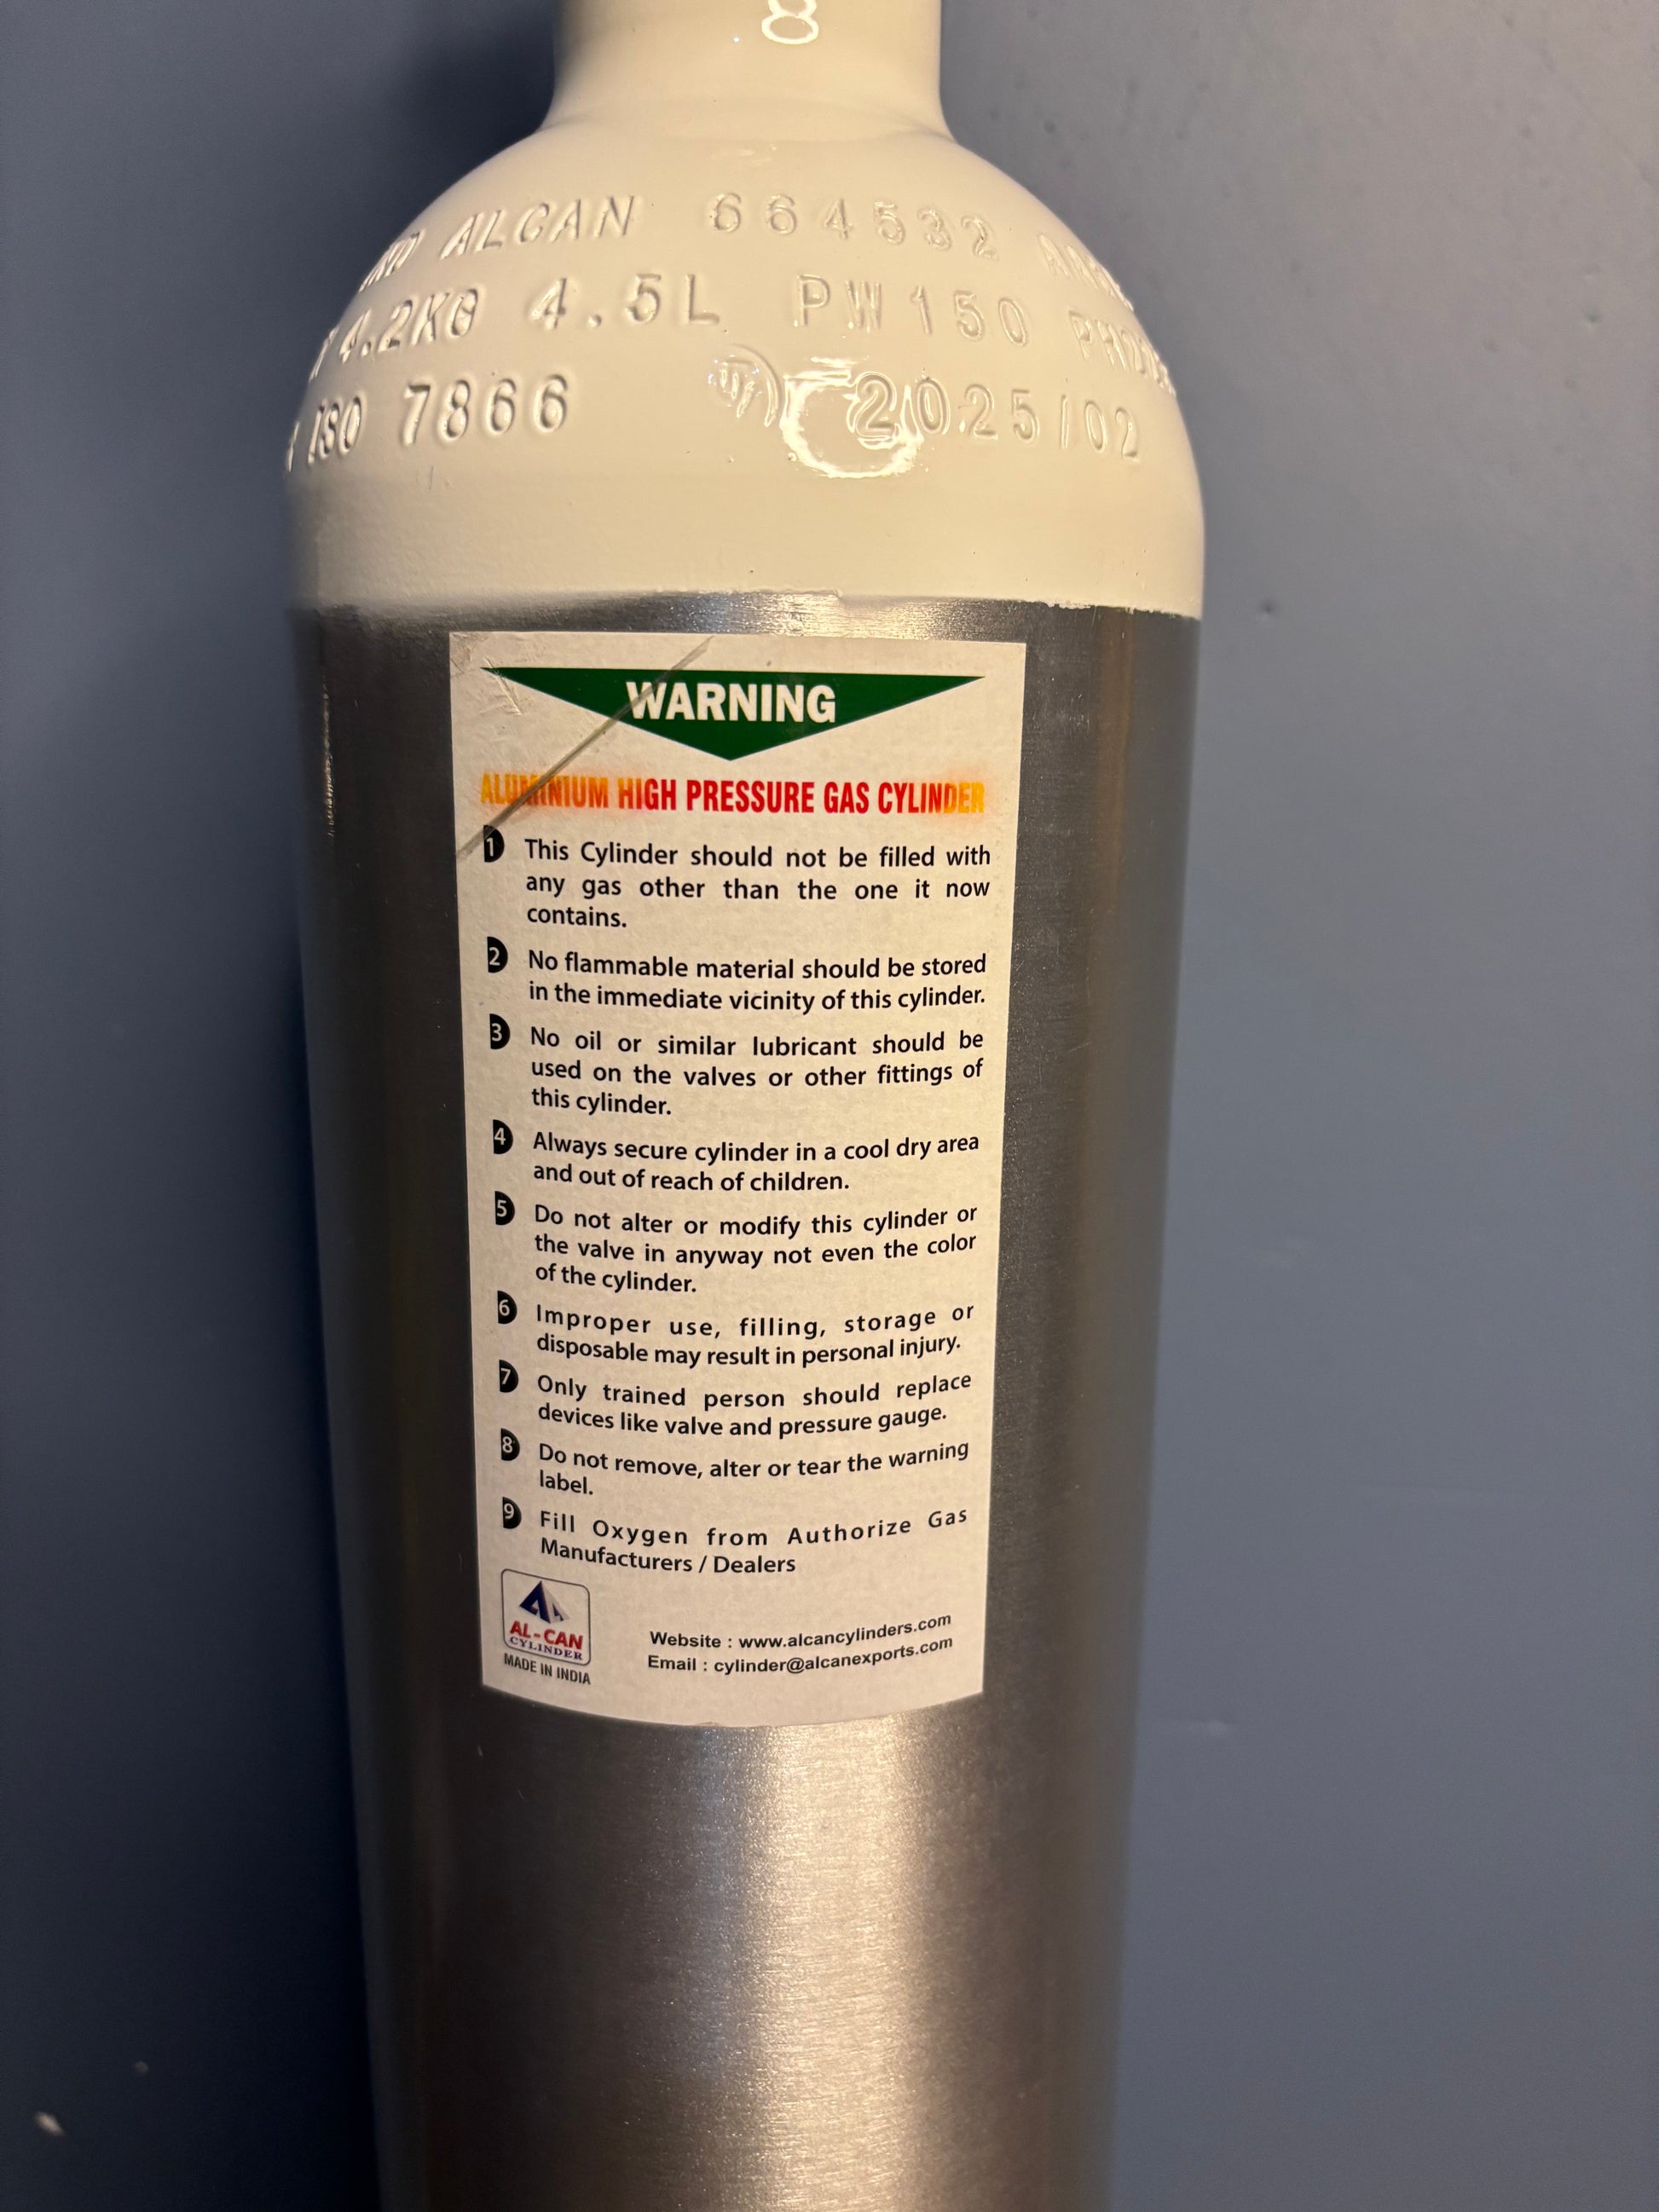 8
IND ALCAN 664532
4.2KG 4.5L PW150
ISO 7866 2025/02
WARNING
ALUMINIUM HIGH PRESSURE GAS CYLINDER
1 This Cylinder should not be filled with
any gas other than the one it now
contains.
2 No flammable material should be stored
in the immediate vicinity of this cylinder.
3 No oil or similar lubricant should be
used on the valves or other fittings of
this cylinder.
4 Always secure cylinder in a cool dry area
and out of reach of children.
5 Do not alter or modify this cylinder or
the valve in anyway not even the color
of the cylinder.
6 Improper use, filling, storage or
disposable may result in personal injury.
7 Only trained person should replace
devices like valve and pressure gauge.
8 Do not remove, alter or tear the warning
label.
9 Fill Oxygen from Authorize Gas
Manufacturers / Dealers
AL-CAN
CYLINDER
MADE IN INDIA
Website : www.alcancylinders.com
Email : cylinder@alcanexports.com